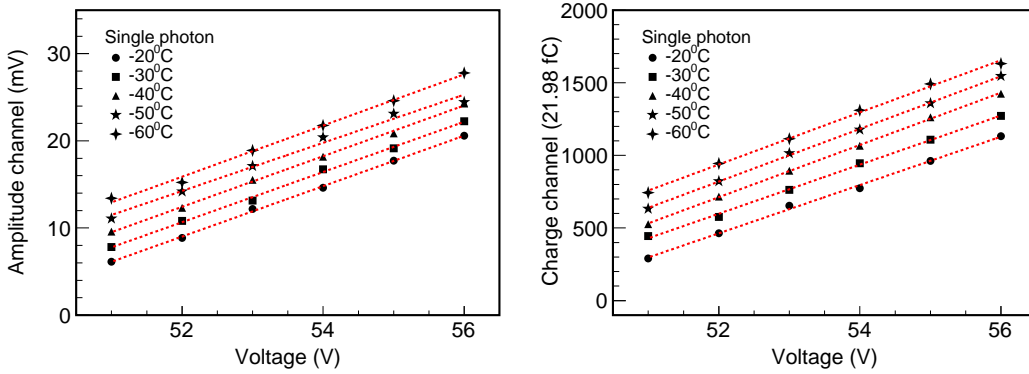 Amplitude channel (mV)
30
20
10
0
Single photon
-20⁰C
-30⁰C
-40⁰C
-50⁰C
-60⁰C
52
54
56
Voltage (V)
Charge channel (21.98 fC)
2000
1500
1000
500
0
Single photon
-20⁰C
-30⁰C
-40⁰C
-50⁰C
-60⁰C
52
54
56
Voltage (V)